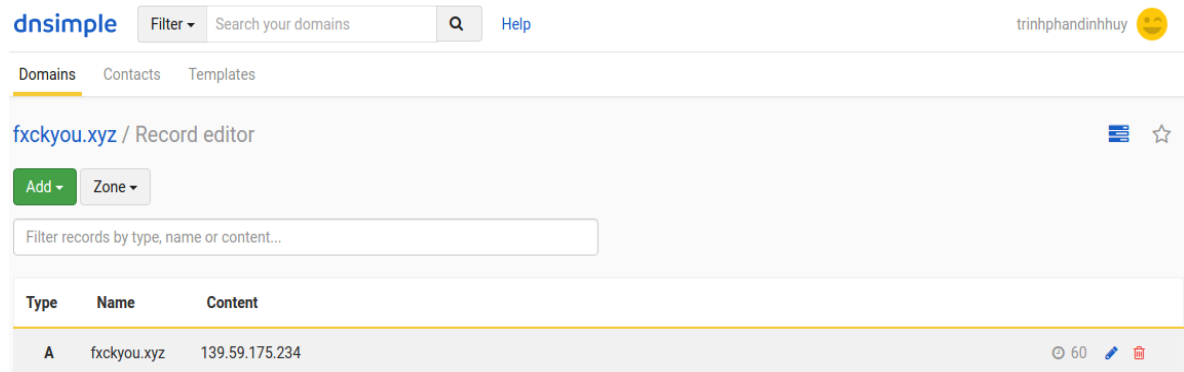 dnsimple Filter Search your domains Help trinhphandinhhuy
Domains Contacts Templates
fxckyou.xyz / Record editor
Add Zone
Filter records by type, name or content...
Type Name Content
A fxckyou.xyz 139.59.175.234 60